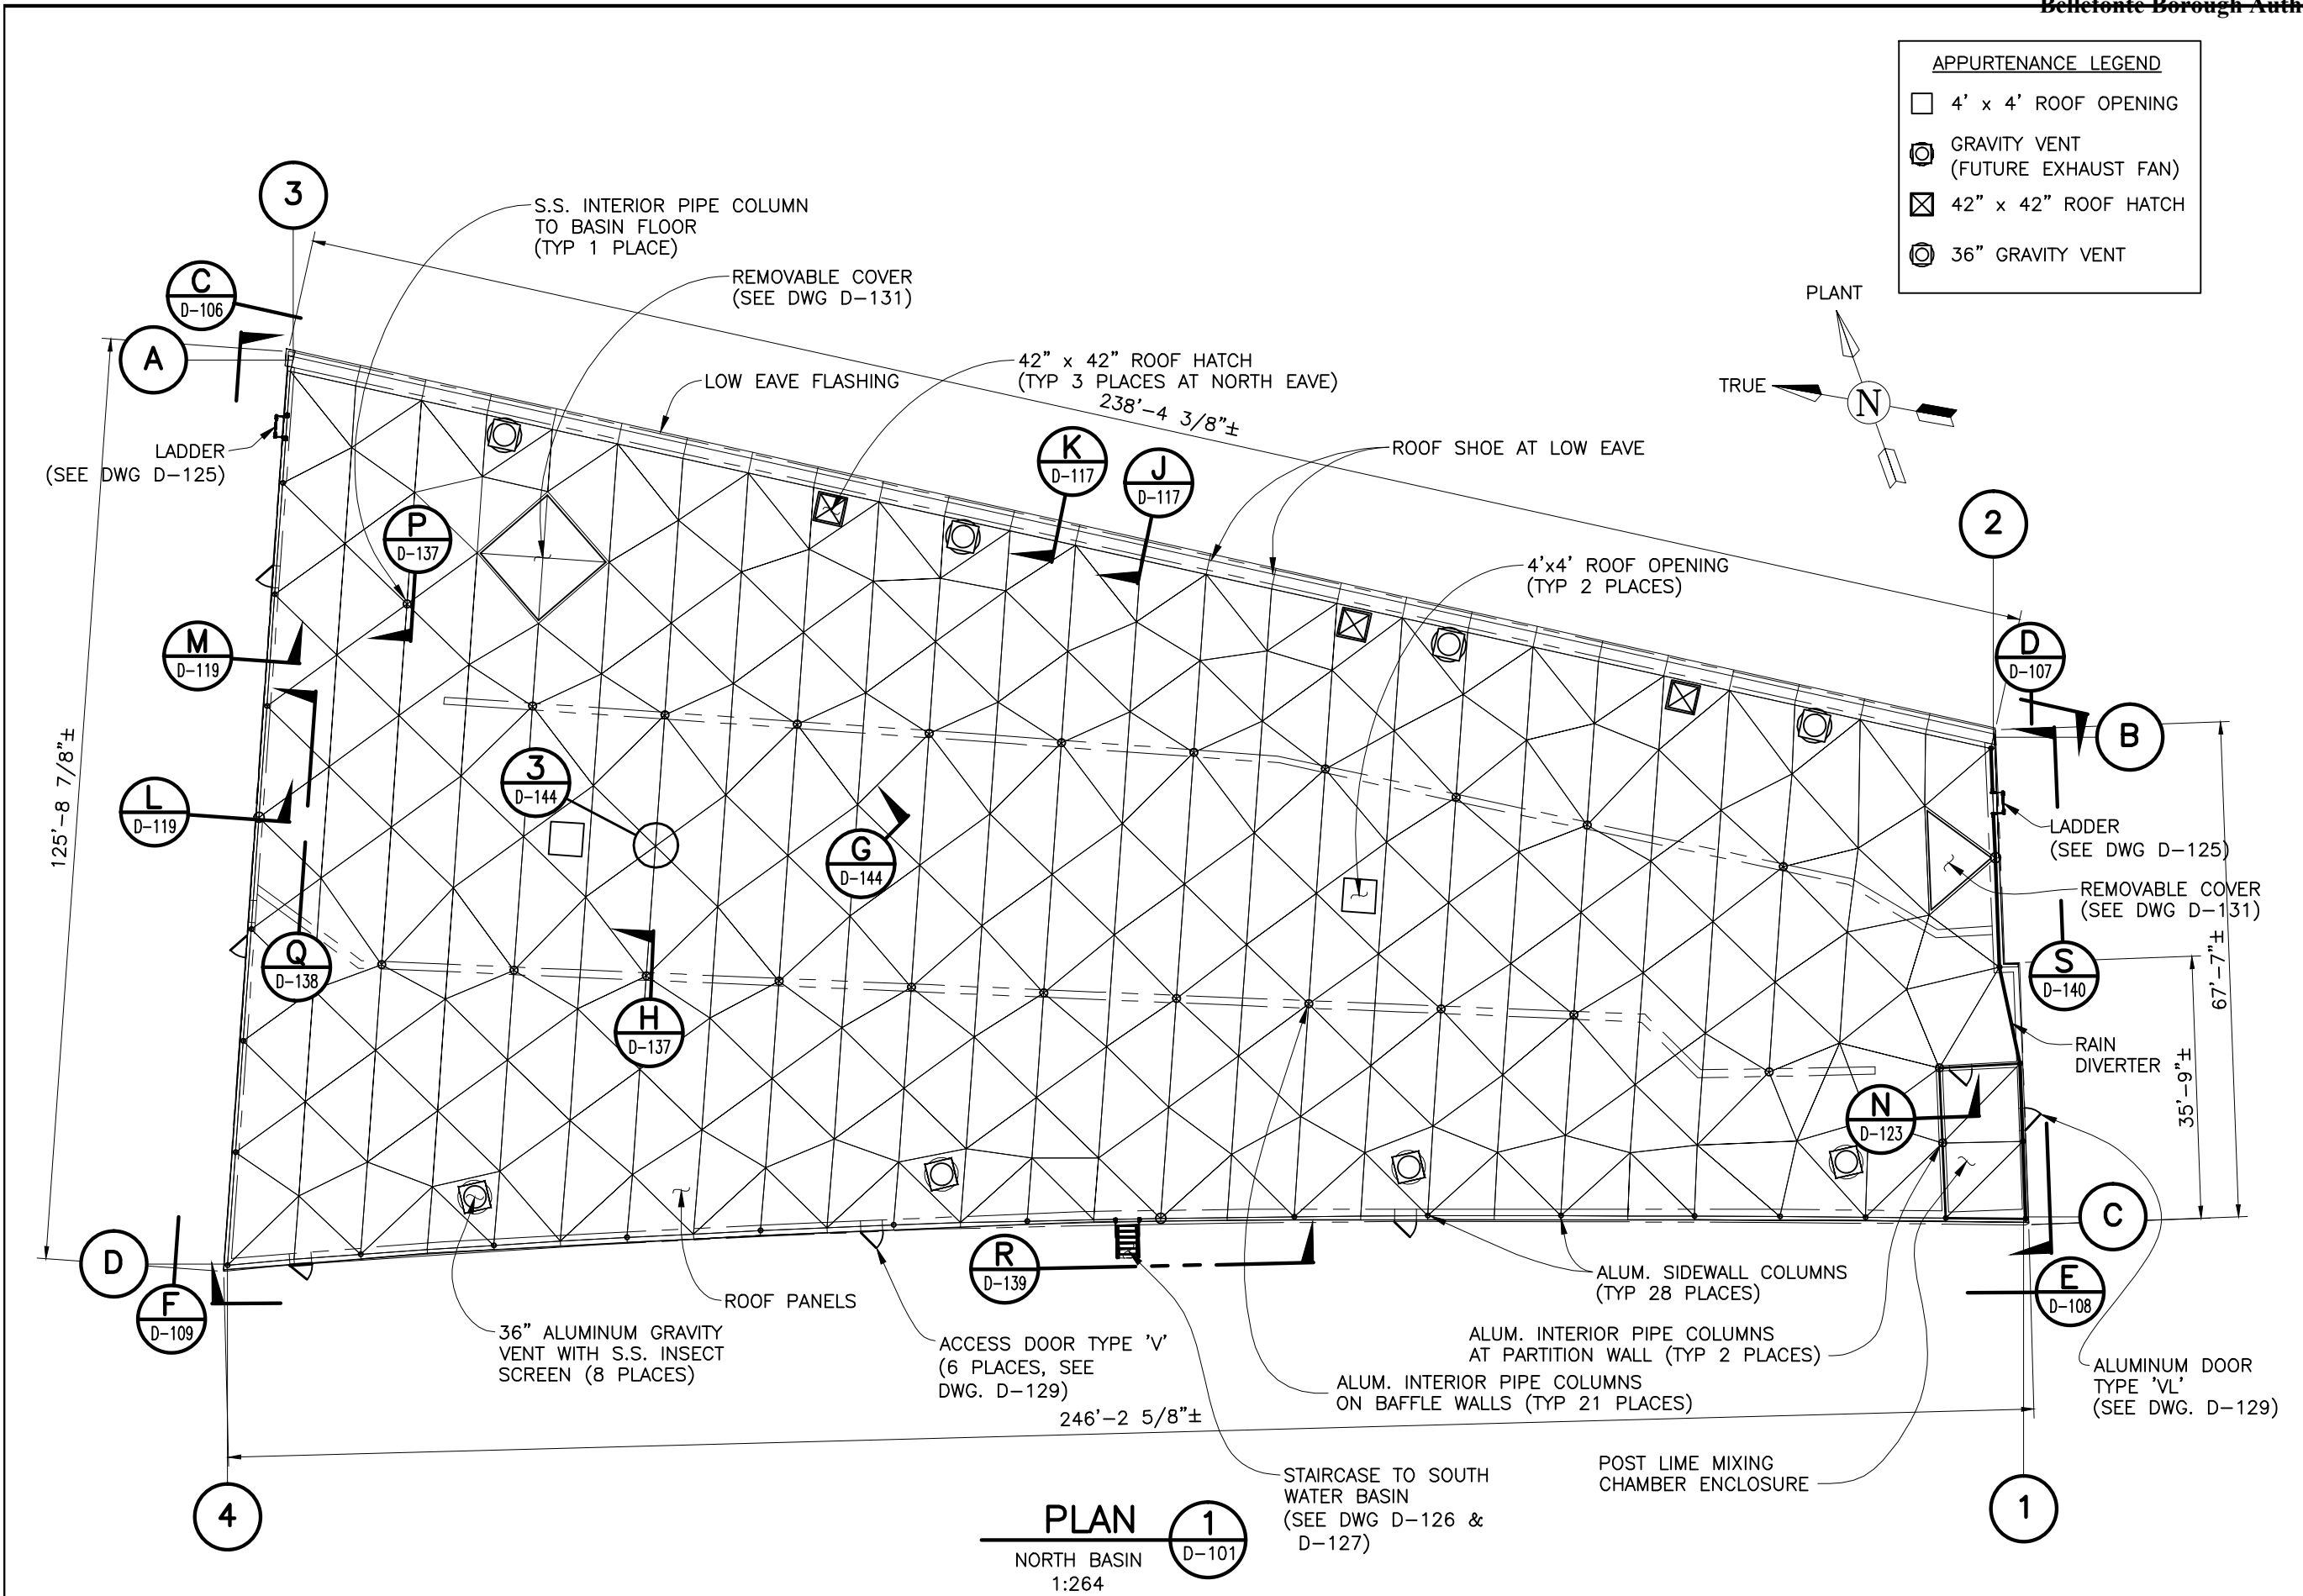 Bellefonte Borough Auth
APPURTENANCE LEGEND
4' x 4' ROOF OPENING
GRAVITY VENT
(FUTURE EXHAUST FAN)
42" x 42" ROOF HATCH
36" GRAVITY VENT
PLANT
TRUE
N
3
S.S. INTERIOR PIPE COLUMN
TO BASIN FLOOR
(TYP 1 PLACE)
REMOVABLE COVER
(SEE DWG D-131)
C
D-106
A
42" x 42" ROOF HATCH
(TYP 3 PLACES AT NORTH EAVE)
LOW EAVE FLASHING
238'-4 3/8"±
LADDER
(SEE DWG D-125)
K
D-117
J
D-117
ROOF SHOE AT LOW EAVE
2
P
D-137
4'x4' ROOF OPENING
(TYP 2 PLACES)
M
D-119
D
D-107
B
125'-8 7/8"±
3
D-144
L
D-119
G
D-144
LADDER
(SEE DWG D-125)
REMOVABLE COVER
(SEE DWG D-131)
67'-7"±
Q
D-138
S
D-140
H
D-137
RAIN
DIVERTER
35'-9"±
N
D-123
D
C
R
D-139
F
D-109
E
D-108
ROOF PANELS
ALUM. SIDEWALL COLUMNS
(TYP 28 PLACES)
36" ALUMINUM GRAVITY
VENT WITH S.S. INSECT
SCREEN (8 PLACES)
ACCESS DOOR TYPE 'V'
(6 PLACES, SEE
DWG. D-129)
ALUM. INTERIOR PIPE COLUMNS
AT PARTITION WALL (TYP 2 PLACES)
ALUM. INTERIOR PIPE COLUMNS
ON BAFFLE WALLS (TYP 21 PLACES)
ALUMINUM DOOR
TYPE 'VL'
(SEE DWG. D-129)
246'-2 5/8"±
STAIRCASE TO SOUTH
WATER BASIN
(SEE DWG D-126 &
D-127)
POST LIME MIXING
CHAMBER ENCLOSURE
4
1
PLAN
1
D-101
NORTH BASIN
1:264